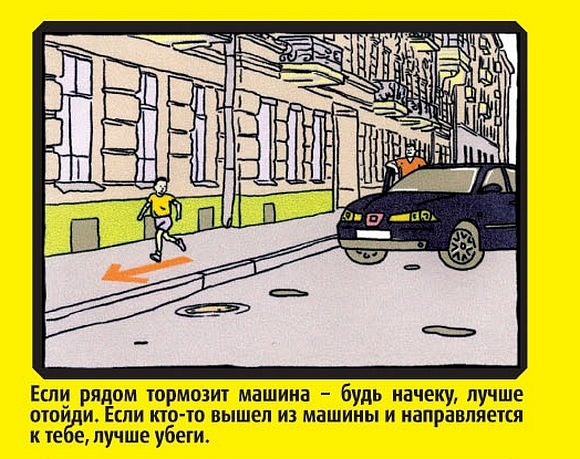 Если рядом тормозит машина – будь начеку, лучше
отойди. Если кто-то вышел из машины и направляется
к тебе, лучше убеги.